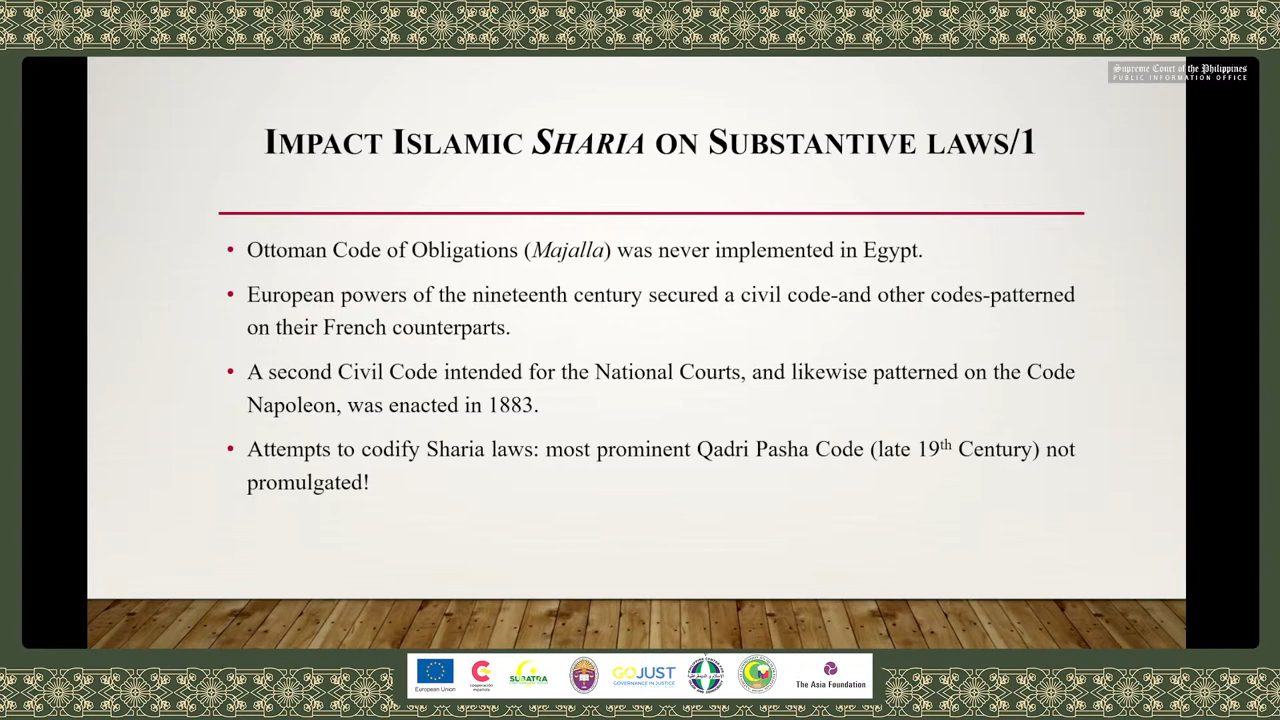 Supreme Court of the Philippines
PUBLIC INFORMATION OFFICE
IMPACT ISLAMIC SHARIA ON SUBSTANTIVE LAWS/1
• Ottoman Code of Obligations (Majalla) was never implemented in Egypt.
• European powers of the nineteenth century secured a civil code-and other codes-patterned
on their French counterparts.
• A second Civil Code intended for the National Courts, and likewise patterned on the Code
Napoleon, was enacted in 1883.
• Attempts to codify Sharia laws: most prominent Qadri Pasha Code (late 19th Century) not
promulgated!
European Union
cooperación
española
SUBATRA
GOJUST
GOVERNANCE IN JUSTICE
The Asia Foundation